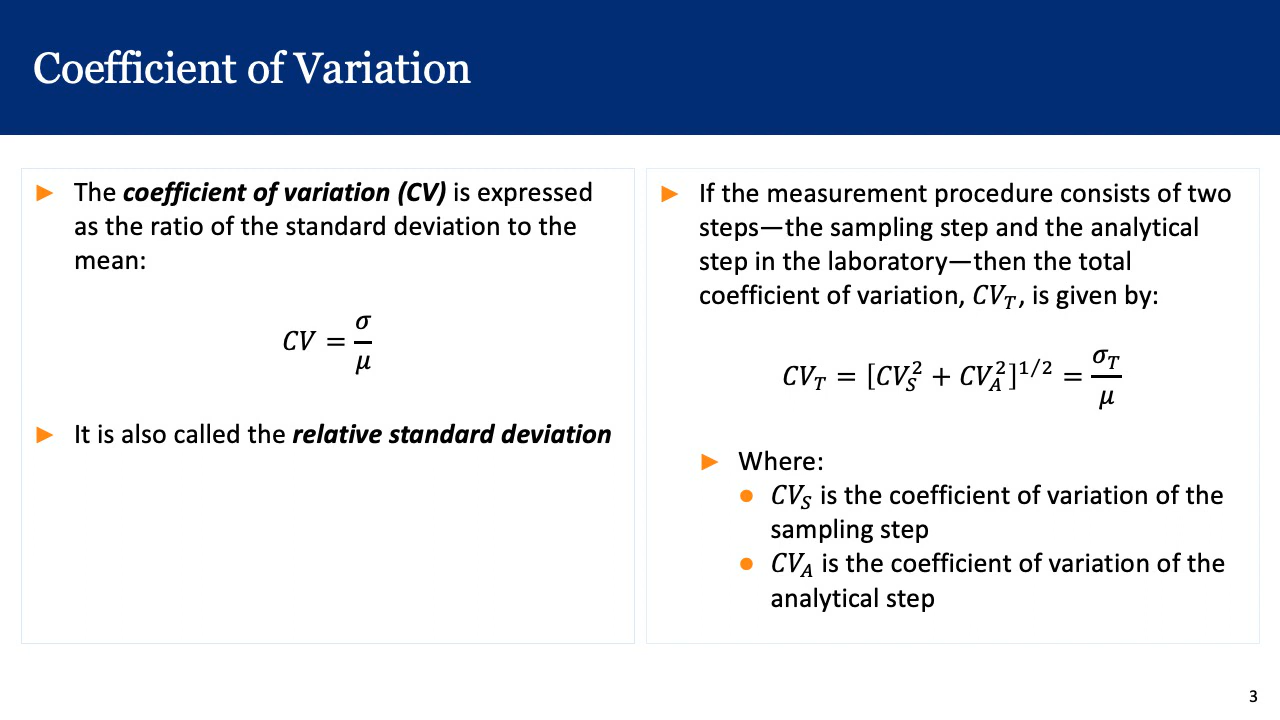 Coefficient of Variation
► The coefficient of variation (CV) is expressed
as the ratio of the standard deviation to the
mean:
CV = σ/μ
► It is also called the relative standard deviation
► If the measurement procedure consists of two
steps—the sampling step and the analytical
step in the laboratory—then the total
coefficient of variation, CV_T, is given by:
CV_T = [CV_S^2 + CV_A^2]^1/2 = σ_T/μ
► Where:
● CV_S is the coefficient of variation of the
sampling step
● CV_A is the coefficient of variation of the
analytical step
3